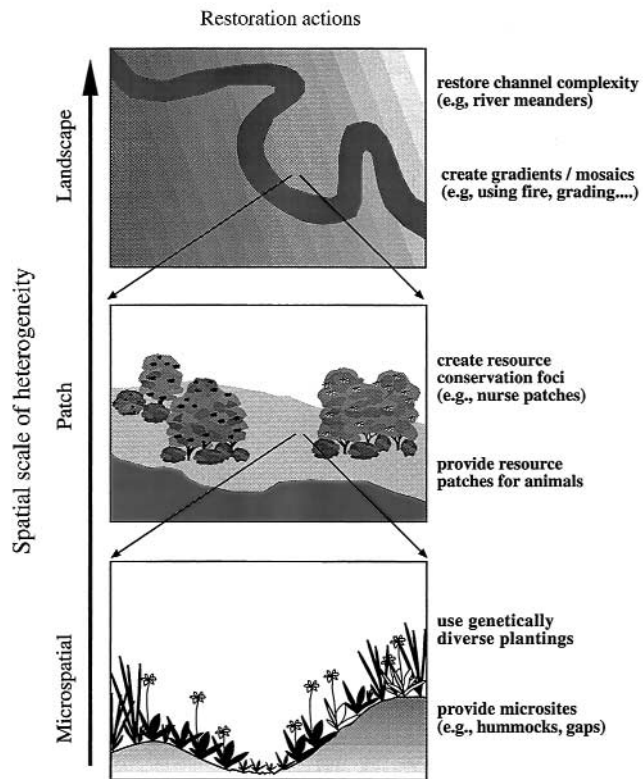 Restoration actions
Landscape
restore channel complexity
(e.g, river meanders)
create gradients / mosaics
(e.g, using fire, grading....)
Spatial scale of heterogeneity
Patch
create resource
conservation foci
(e.g., nurse patches)
provide resource
patches for animals
Microspatial
use genetically
diverse plantings
provide microsites
(e.g., hummocks, gaps)